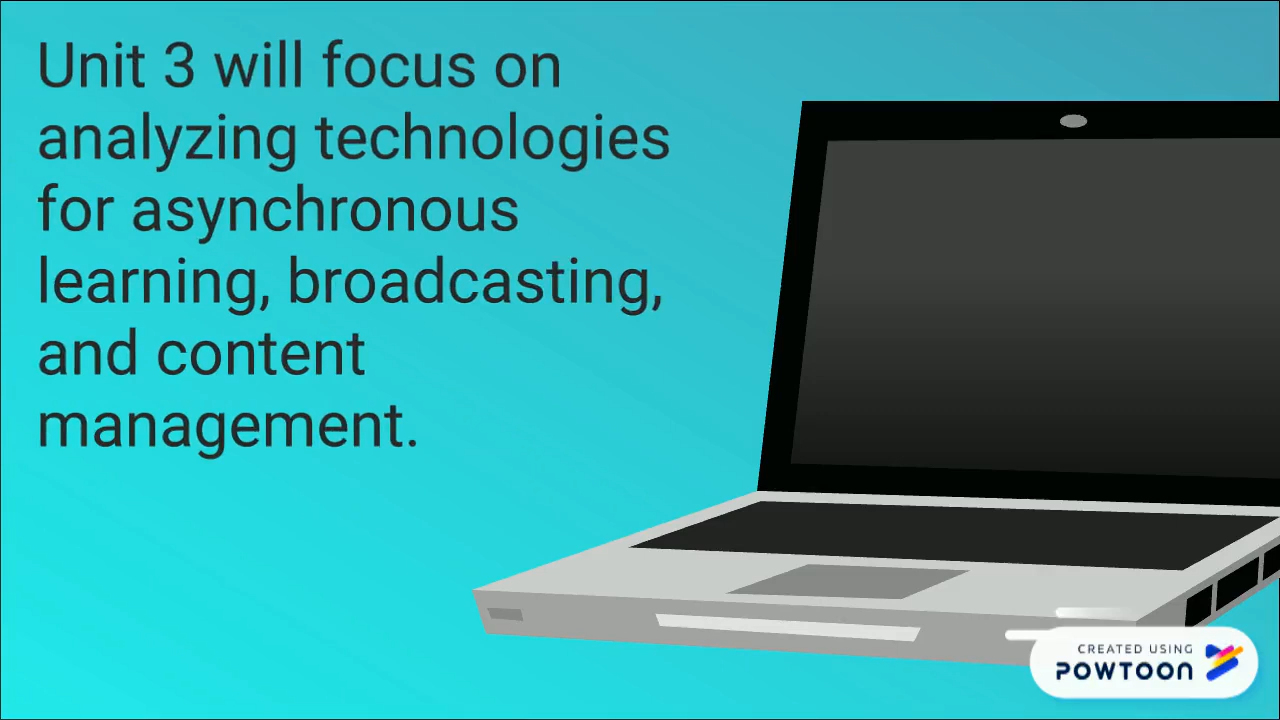 Unit 3 will focus on
analyzing technologies
for asynchronous
learning, broadcasting,
and content
management.
CREATED USING
POWTOON